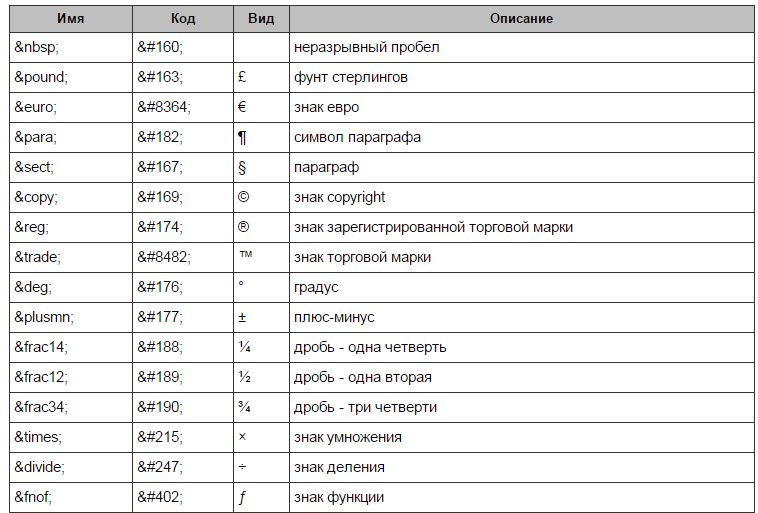 Имя Код Вид Описание
&nbsp; &#160; неразрывный пробел
&pound; &#163; £ фунт стерлингов
&euro; &#8364; € знак евро
&para; &#182; ¶ символ параграфа
&sect; &#167; § параграф
&copy; &#169; © знак copyright
&reg; &#174; ® знак зарегистрированной торговой марки
&trade; &#8482; ™ знак торговой марки
&deg; &#176; ° градус
&plusmn; &#177; ± плюс-минус
&frac14; &#188; ¼ дробь - одна четверть
&frac12; &#189; ½ дробь - одна вторая
&frac34; &#190; ¾ дробь - три четверти
&times; &#215; × знак умножения
&divide; &#247; ÷ знак деления
&fnof; &#402; ƒ знак функции